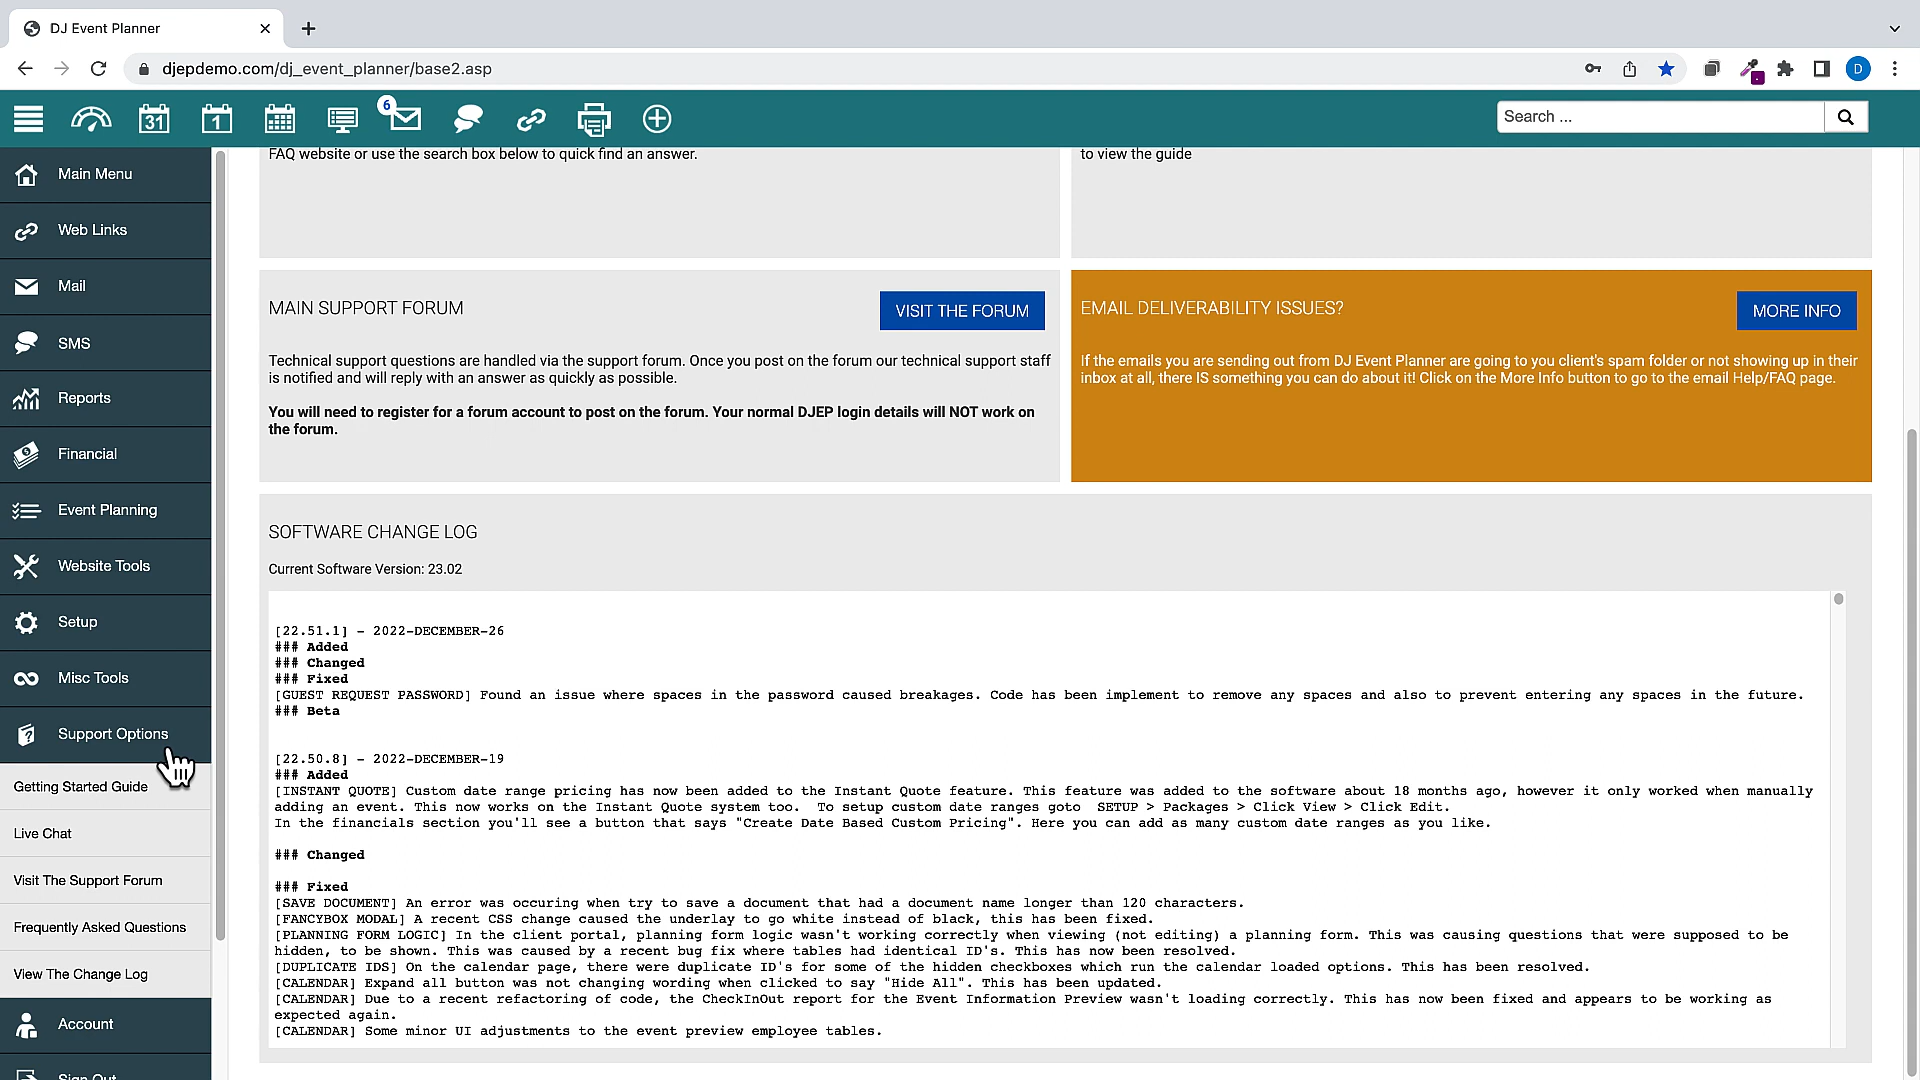 DJ Event Planner
djepdemo.com/dj_event_planner/base2.asp
D
31
1
6
Search ...
Main Menu
Web Links
Mail
SMS
Reports
Financial
Event Planning
Website Tools
Setup
Misc Tools
Support Options
Getting Started Guide
Live Chat
Visit The Support Forum
Frequently Asked Questions
View The Change Log
Account
Sign Out
FAQ website or use the search box below to quick find an answer.
to view the guide
MAIN SUPPORT FORUM
VISIT THE FORUM
Technical support questions are handled via the support forum. Once you post on the forum our technical support staff
is notified and will reply with an answer as quickly as possible.
You will need to register for a forum account to post on the forum. Your normal DJEP login details will NOT work on
the forum.
EMAIL DELIVERABILITY ISSUES?
MORE INFO
If the emails you are sending out from DJ Event Planner are going to you client's spam folder or not showing up in their
inbox at all, there IS something you can do about it! Click on the More Info button to go to the email Help/FAQ page.
SOFTWARE CHANGE LOG
Current Software Version: 23.02
[22.51.1] - 2022-DECEMBER-26
### Added
### Changed
### Fixed
[GUEST REQUEST PASSWORD] Found an issue where spaces in the password caused breakages. Code has been implement to remove any spaces and also to prevent entering any spaces in the future.
### Beta
[22.50.8] - 2022-DECEMBER-19
### Added
[INSTANT QUOTE] Custom date range pricing has now been added to the Instant Quote feature. This feature was added to the software about 18 months ago, however it only worked when manually
adding an event. This now works on the Instant Quote system too.  To setup custom date ranges goto  SETUP > Packages > Click View > Click Edit.
In the financials section you'll see a button that says "Create Date Based Custom Pricing". Here you can add as many custom date ranges as you like.
### Changed
### Fixed
[SAVE DOCUMENT] An error was occuring when try to save a document that had a document name longer than 120 characters.
[FANCYBOX MODAL] A recent CSS change caused the underlay to go white instead of black, this has been fixed.
[PLANNING FORM LOGIC] In the client portal, planning form logic wasn't working correctly when viewing (not editing) a planning form. This was causing questions that were supposed to be
hidden, to be shown. This was caused by a recent bug fix where tables had identical ID's. This has now been resolved.
[DUPLICATE IDS] On the calendar page, there were duplicate ID's for some of the hidden checkboxes which run the calendar loaded options. This has been resolved.
[CALENDAR] Expand all button was not changing wording when clicked to say "Hide All". This has been updated.
[CALENDAR] Due to a recent refactoring of code, the CheckInOut report for the Event Information Preview wasn't loading correctly. This has now been fixed and appears to be working as
expected again.
[CALENDAR] Some minor UI adjustments to the event preview employee tables.